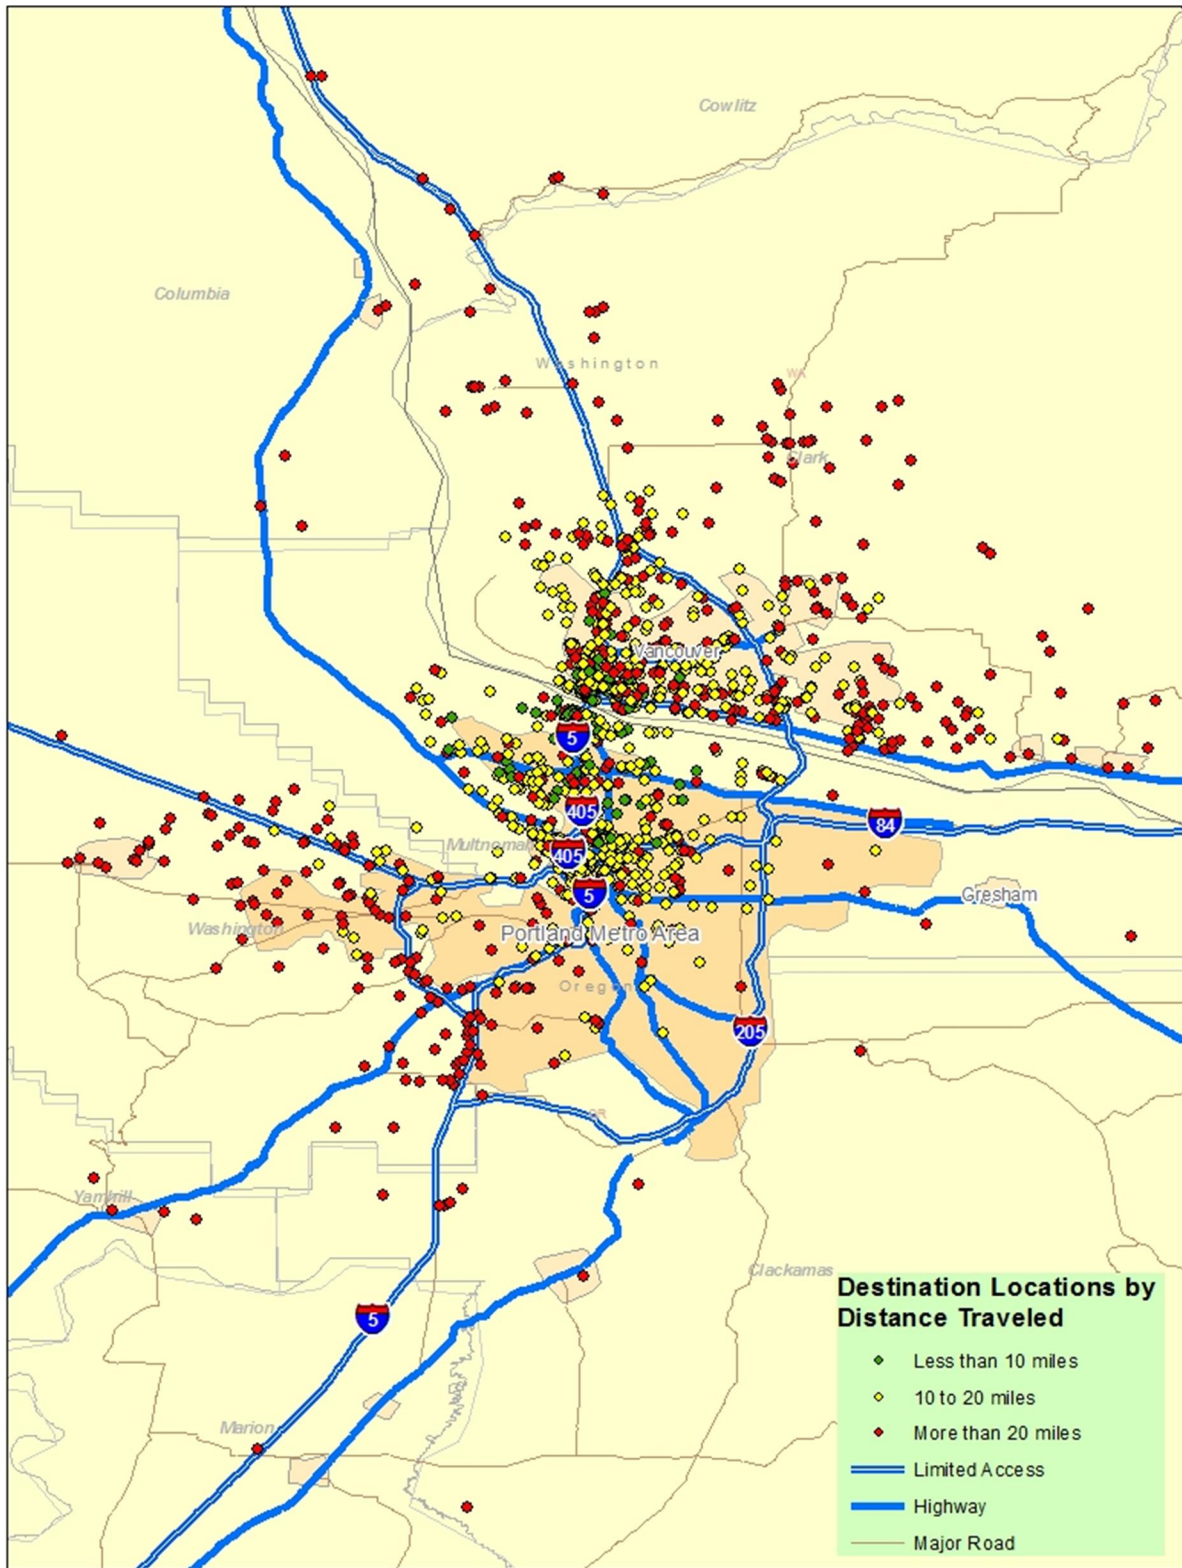 Cowlitz
Columbia
Washington
WA
Clark
Vancouver
5
405
84
Multnomah
405
5
Gresham
Washington
Portland Metro Area
Oregon
205
OR
Yamhill
Clackamas
5
Marion
Destination Locations by
Distance Traveled
Less than 10 miles
10 to 20 miles
More than 20 miles
Limited Access
Highway
Major Road